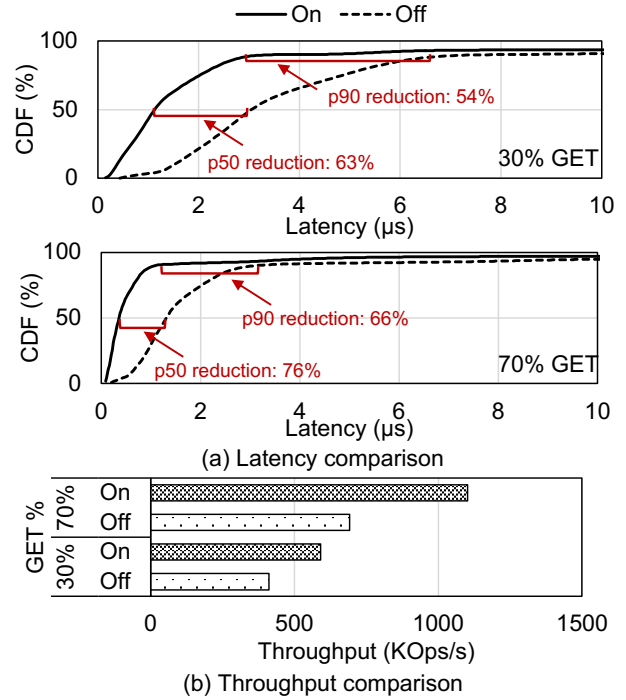 On Off
100
50
0
CDF (%)
p90 reduction: 54%
p50 reduction: 63%
30% GET
0 2 4 6 8 10
Latency (µs)
100
50
0
CDF (%)
p90 reduction: 66%
p50 reduction: 76%
70% GET
0 2 4 6 8 10
Latency (µs)
(a) Latency comparison
GET %
70%
On
Off
30%
On
Off
0 500 1000 1500
Throughput (KOps/s)
(b) Throughput comparison